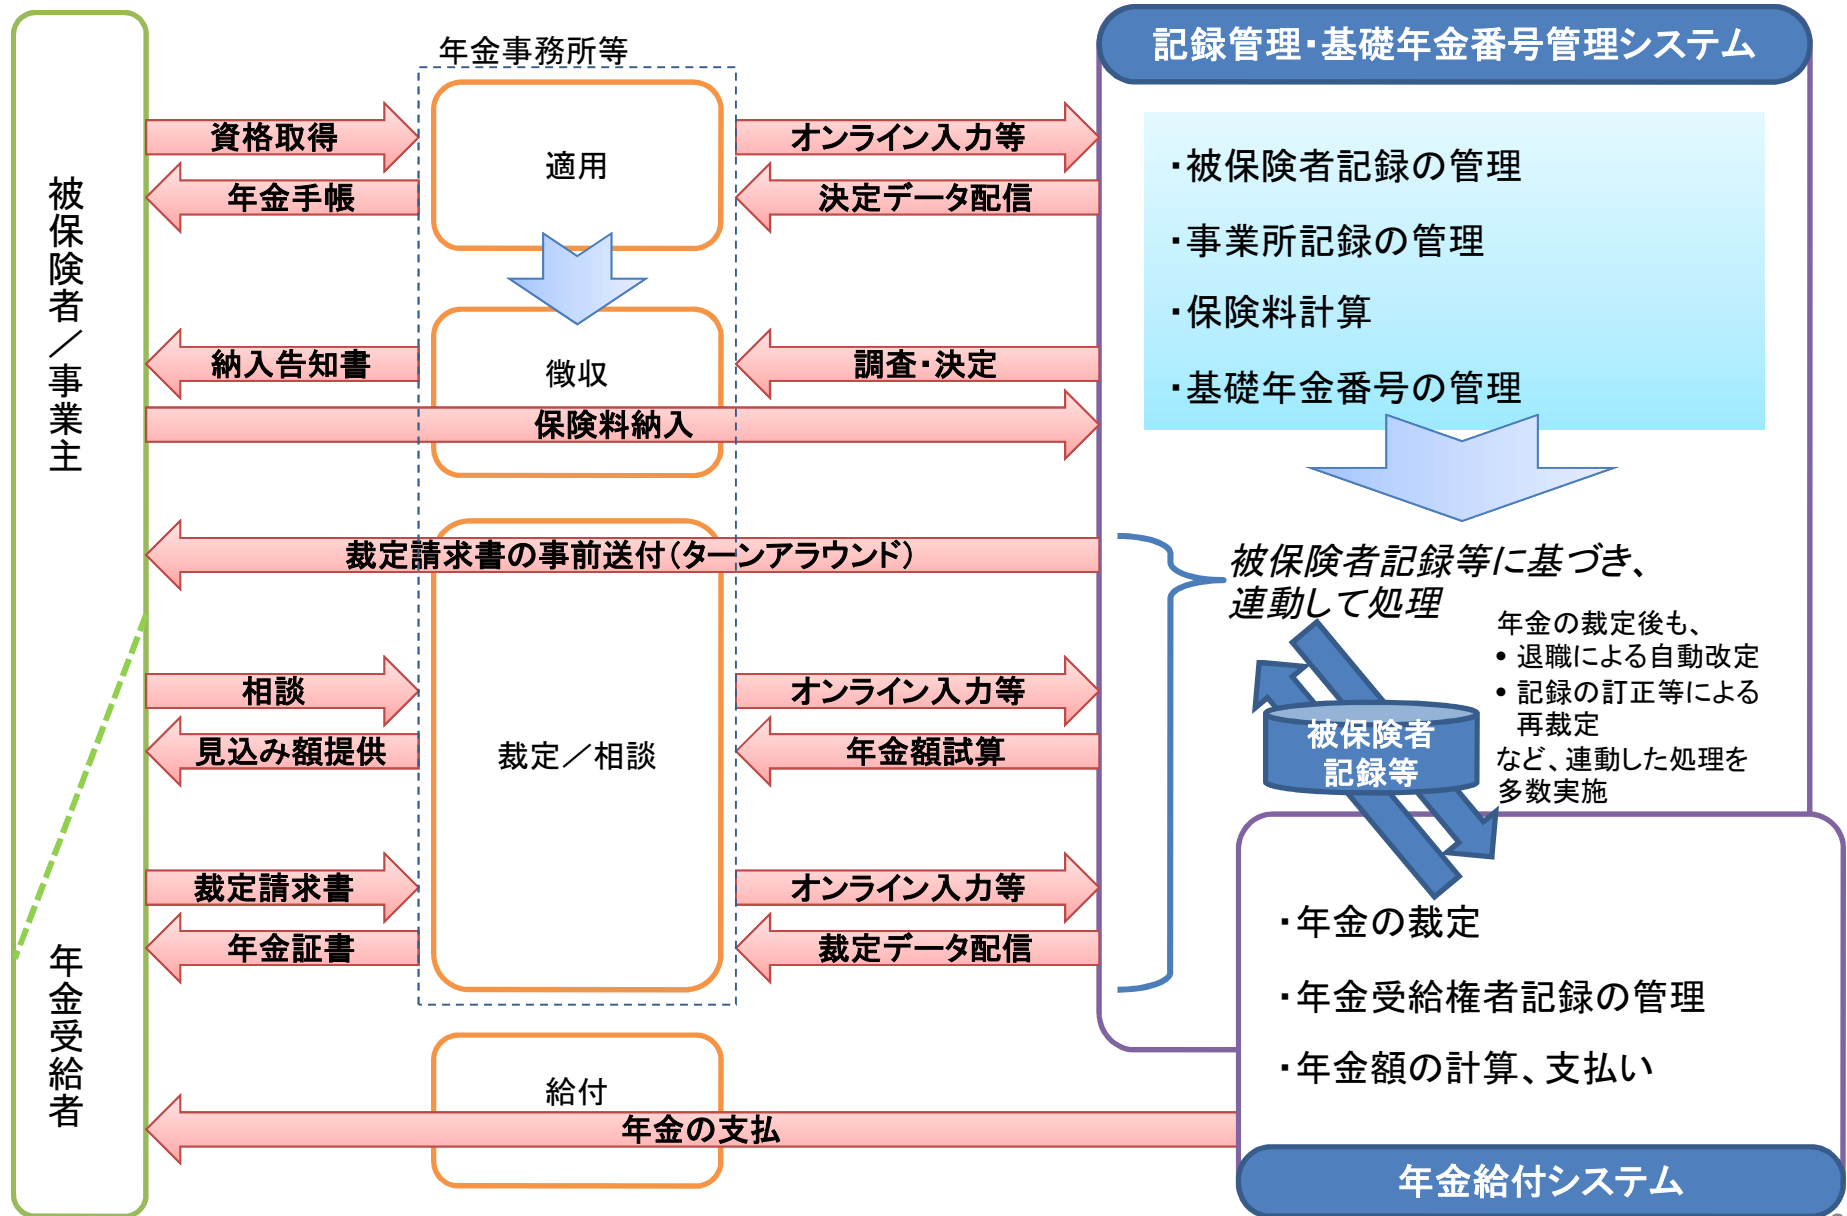 被保険者／事業主
年金受給者
年金事務所等
適用
徴収
裁定／相談
給付
資格取得
年金手帳
オンライン入力等
決定データ配信
納入告知書
調査・決定
保険料納入
裁定請求書の事前送付（ターンアラウンド）
相談
見込み額提供
オンライン入力等
年金額試算
裁定請求書
年金証書
オンライン入力等
裁定データ配信
年金の支払
記録管理・基礎年金番号管理システム
・被保険者記録の管理
・事業所記録の管理
・保険料計算
・基礎年金番号の管理
被保険者記録等に基づき、
連動して処理
年金の裁定後も、
• 退職による自動改定
• 記録の訂正等による
再裁定
など、連動した処理を
多数実施
被保険者
記録等
・年金の裁定
・年金受給権者記録の管理
・年金額の計算、支払い
年金給付システム